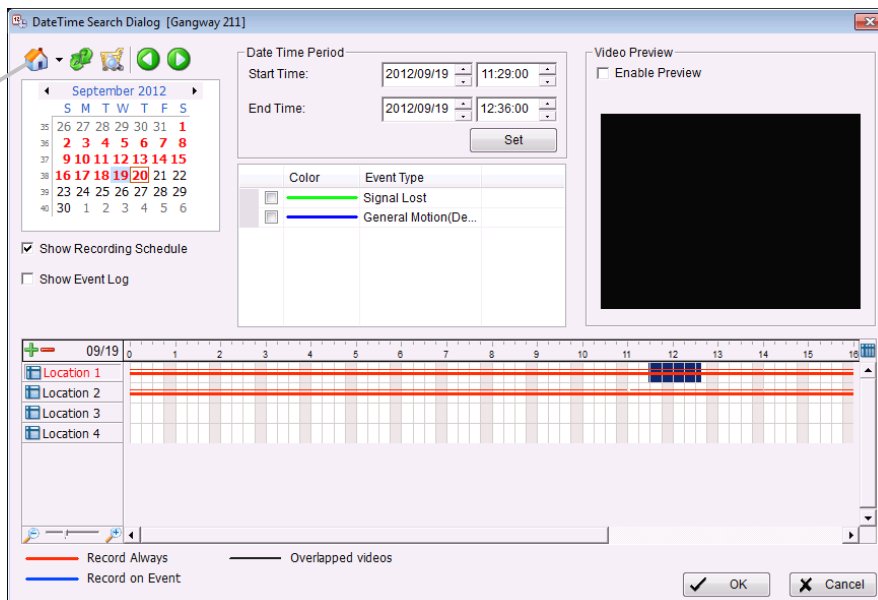 DateTime Search Dialog [Gangway 211]
September 2012
S M T W T F S
35 26 27 28 29 30 31 1
36 2 3 4 5 6 7 8
37 9 10 11 12 13 14 15
38 16 17 18 19 20 21 22
39 23 24 25 26 27 28 29
40 30 1 2 3 4 5 6
Show Recording Schedule
Show Event Log
Date Time Period
Start Time: 2012/09/19 11:29:00
End Time: 2012/09/19 12:36:00
Set
Color Event Type
Signal Lost
General Motion(De...
Video Preview
Enable Preview
09/19 0 1 2 3 4 5 6 7 8 9 10 11 12 13 14 15 16
Location 1
Location 2
Location 3
Location 4
Record Always Overlapped videos
Record on Event
OK Cancel